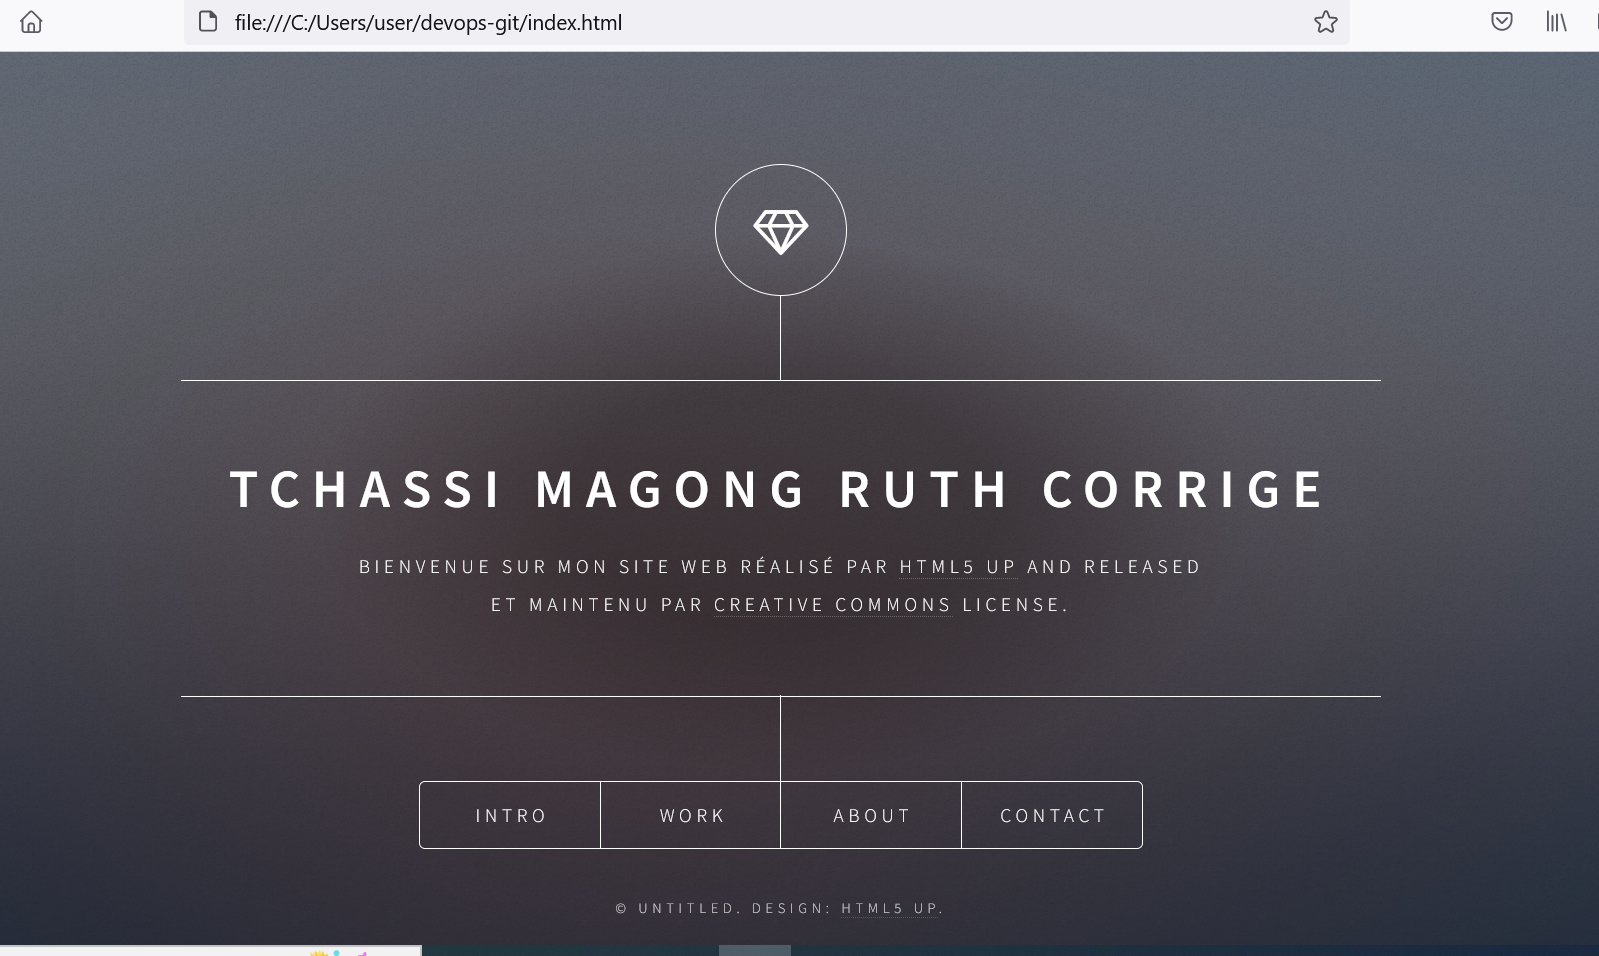 file:///C:/Users/user/devops-git/index.html
TCHASSI MAGONG RUTH CORRIGE
BIENVENUE SUR MON SITE WEB RÉALISÉ PAR HTML5 UP AND RELEASED
ET MAINTENU PAR CREATIVE COMMONS LICENSE.
INTRO WORK ABOUT CONTACT
© UNTITLED. DESIGN: HTML5 UP.